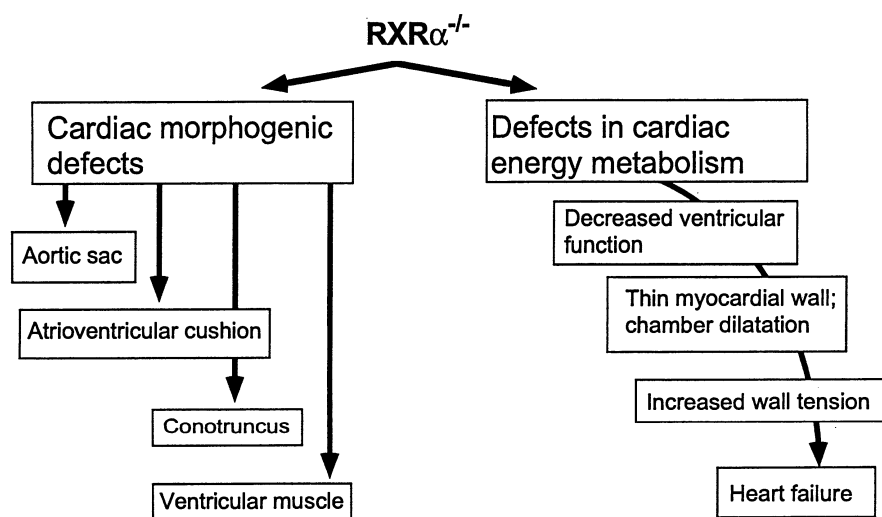 RXRα-/-
Cardiac morphogenic
defects
Aortic sac
Atrioventricular cushion
Conotruncus
Ventricular muscle
Defects in cardiac
energy metabolism
Decreased ventricular
function
Thin myocardial wall;
chamber dilatation
Increased wall tension
Heart failure